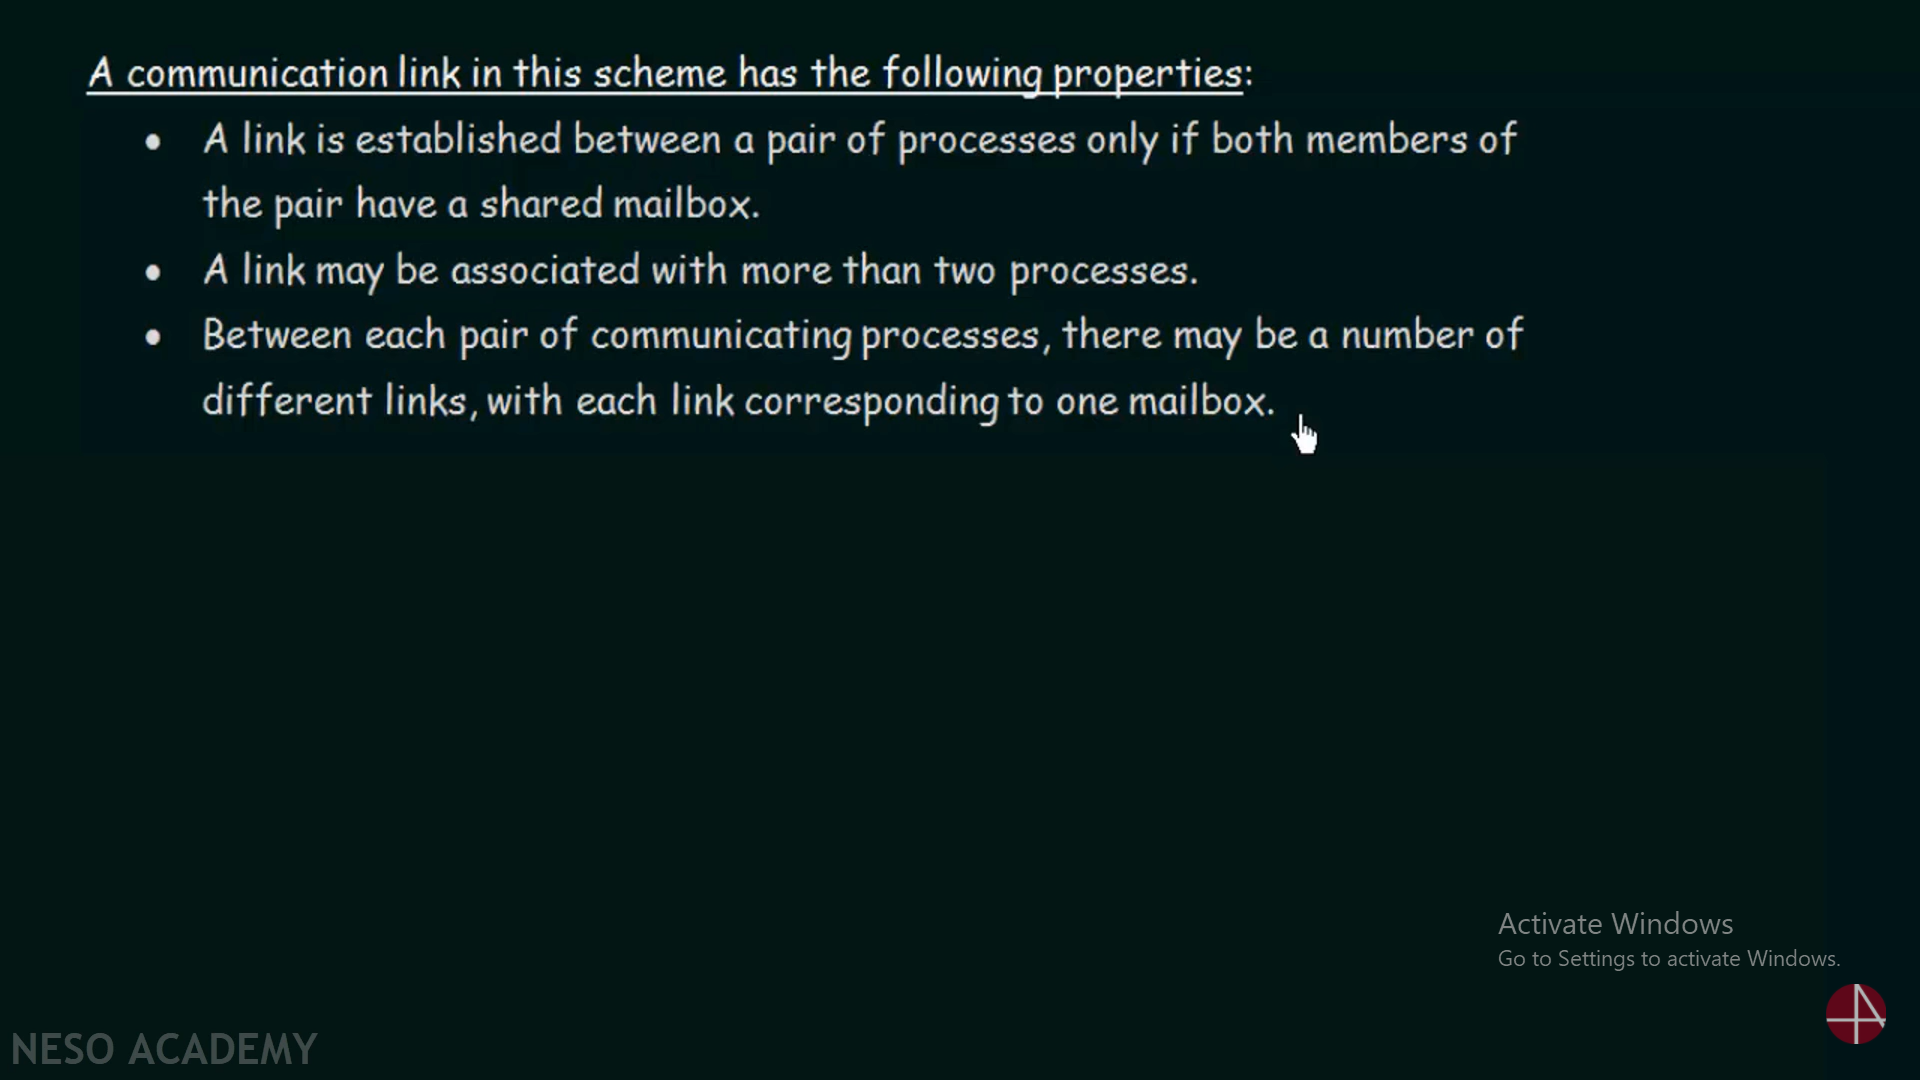 A communication link in this scheme has the following properties:
• A link is established between a pair of processes only if both members of
the pair have a shared mailbox.
• A link may be associated with more than two processes.
• Between each pair of communicating processes, there may be a number of
different links, with each link corresponding to one mailbox.
Activate Windows
Go to Settings to activate Windows.
NESO ACADEMY